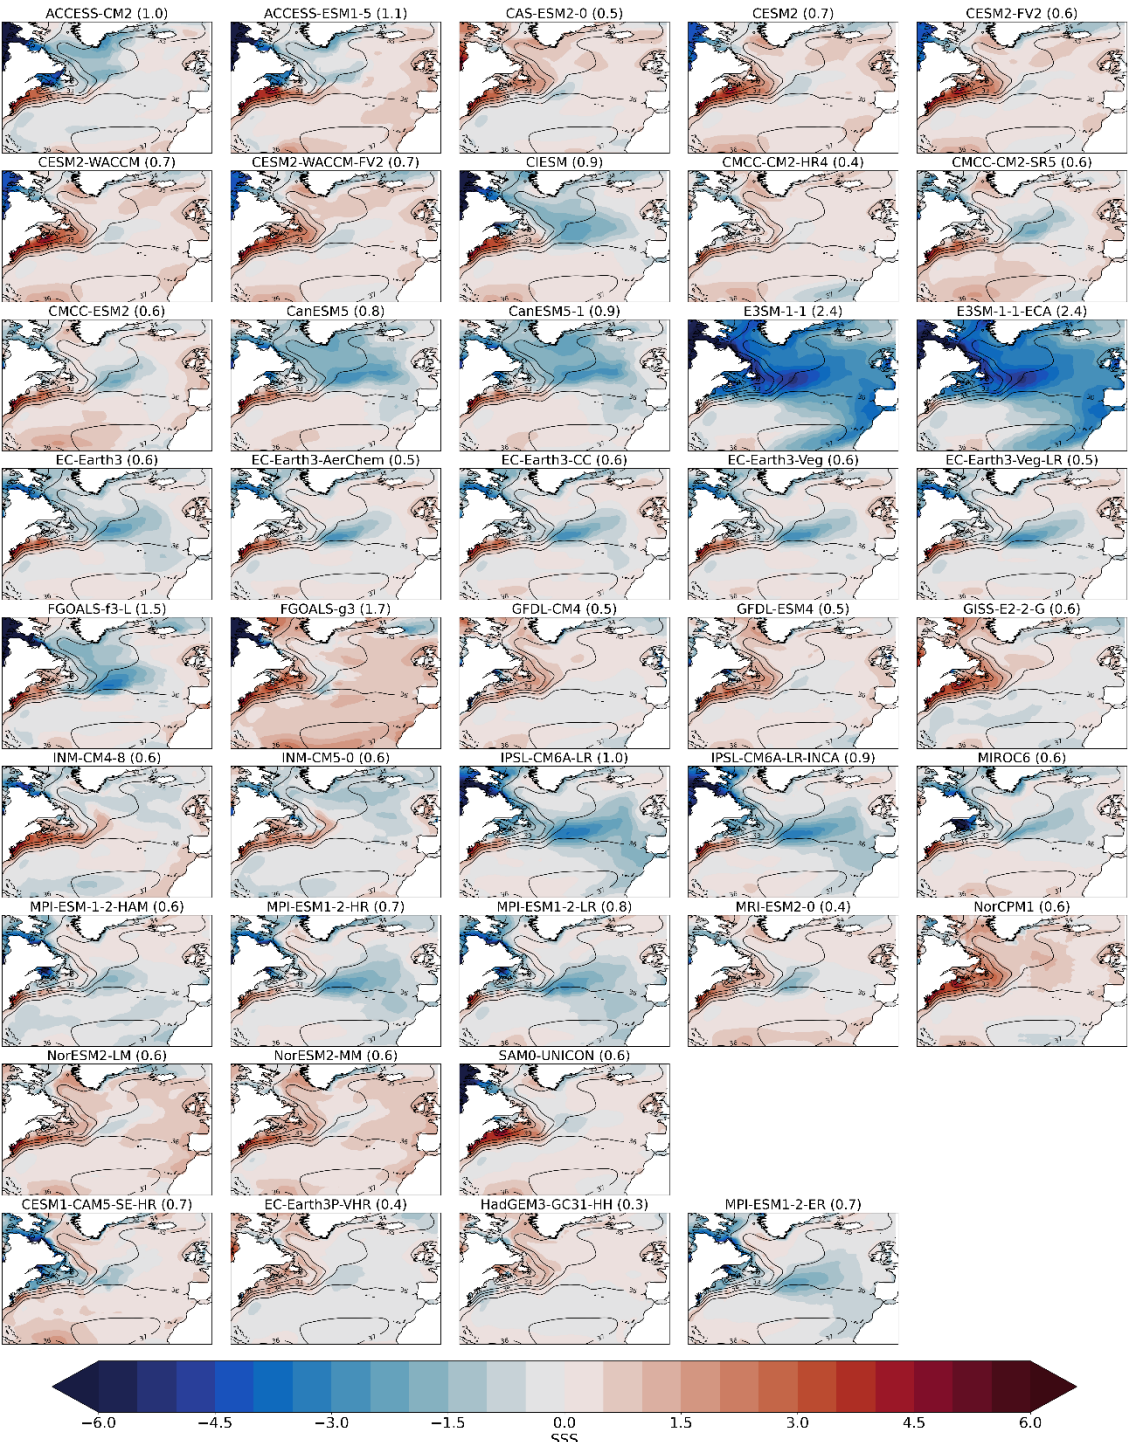 ACCESS-CM2 (1.0) ACCESS-ESM1-5 (1.1) CAS-ESM2-0 (0.5) CESM2 (0.7) CESM2-FV2 (0.6)
CESM2-WACCM (0.7) CESM2-WACCM-FV2 (0.7) CIESM (0.9) CMCC-CM2-HR4 (0.4) CMCC-CM2-SR5 (0.6)
CMCC-ESM2 (0.6) CanESM5 (0.8) CanESM5-1 (0.9) E3SM-1-1 (2.4) E3SM-1-1-ECA (2.4)
EC-Earth3 (0.6) EC-Earth3-AerChem (0.5) EC-Earth3-CC (0.6) EC-Earth3-Veg (0.6) EC-Earth3-Veg-LR (0.5)
FGOALS-f3-L (1.5) FGOALS-g3 (1.7) GFDL-CM4 (0.5) GFDL-ESM4 (0.5) GISS-E2-2-G (0.6)
INM-CM4-8 (0.6) INM-CM5-0 (0.6) IPSL-CM6A-LR (1.0) IPSL-CM6A-LR-INCA (0.9) MIROC6 (0.6)
MPI-ESM-1-2-HAM (0.6) MPI-ESM1-2-HR (0.7) MPI-ESM1-2-LR (0.8) MRI-ESM2-0 (0.4) NorCPM1 (0.6)
NorESM2-LM (0.6) NorESM2-MM (0.6) SAM0-UNICON (0.6)
CESM1-CAM5-SE-HR (0.7) EC-Earth3P-VHR (0.4) HadGEM3-GC31-HH (0.3) MPI-ESM1-2-ER (0.7)
−6.0 −4.5 −3.0 −1.5 0.0 1.5 3.0 4.5 6.0
SSS